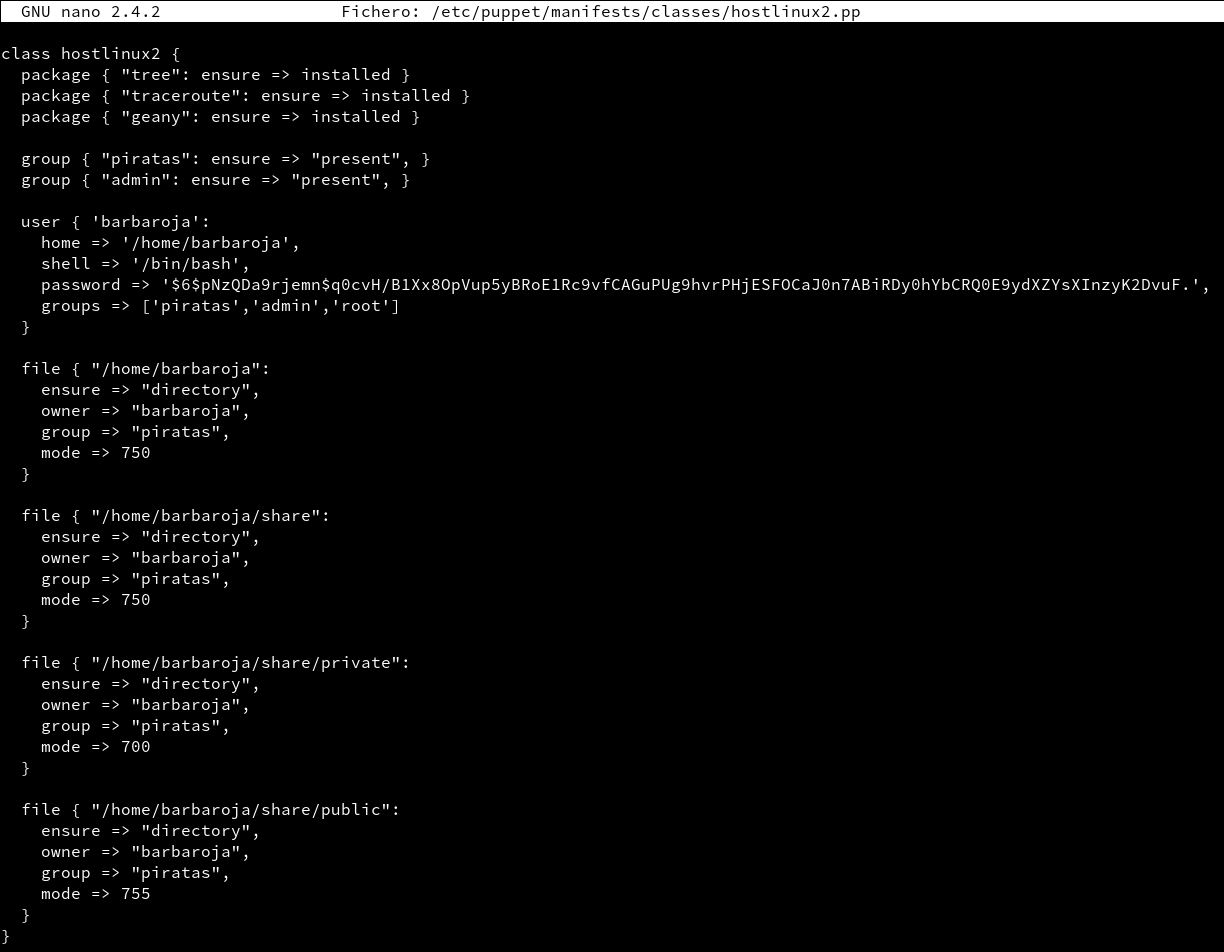 GNU nano 2.4.2 Fichero: /etc/puppet/manifests/classes/hostlinux2.pp
class hostlinux2 {
  package { "tree": ensure => installed }
  package { "traceroute": ensure => installed }
  package { "geany": ensure => installed }
  group { "piratas": ensure => "present", }
  group { "admin": ensure => "present", }
  user { 'barbaroja':
    home => '/home/barbaroja',
    shell => '/bin/bash',
    password => '$6$pNzQDa9rjemn$q0cvH/B1Xx8OpVup5yBRoE1Rc9vfCAGuPUg9hvrPHjESFOCaJ0n7ABiRDy0hYbCRQ0E9ydXZYsXInzyK2DvuF.',
    groups => ['piratas','admin','root']
  }
  file { "/home/barbaroja":
    ensure => "directory",
    owner => "barbaroja",
    group => "piratas",
    mode => 750
  }
  file { "/home/barbaroja/share":
    ensure => "directory",
    owner => "barbaroja",
    group => "piratas",
    mode => 750
  }
  file { "/home/barbaroja/share/private":
    ensure => "directory",
    owner => "barbaroja",
    group => "piratas",
    mode => 700
  }
  file { "/home/barbaroja/share/public":
    ensure => "directory",
    owner => "barbaroja",
    group => "piratas",
    mode => 755
  }
}